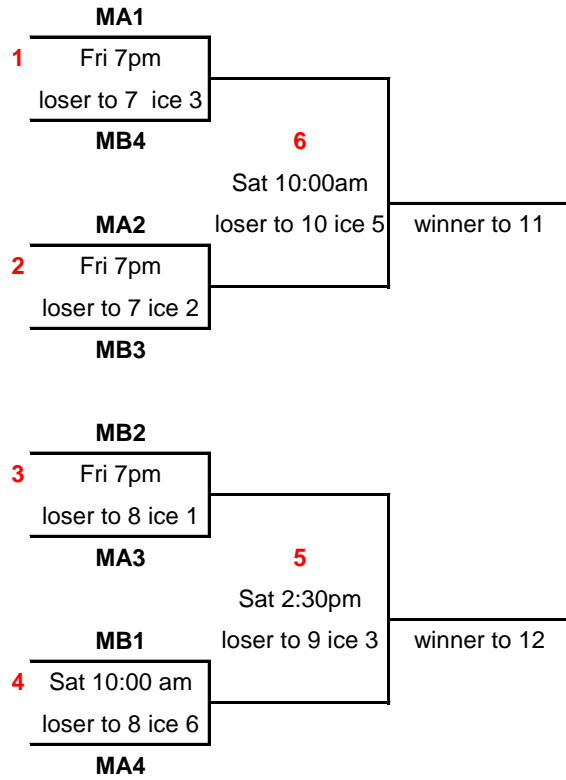 MA1
1 Fri 7pm
loser to 7 ice 3
MB4
6
Sat 10:00am
MA2
loser to 10 ice 5
winner to 11
2 Fri 7pm
loser to 7 ice 2
MB3
MB2
3 Fri 7pm
loser to 8 ice 1
MA3
5
Sat 2:30pm
MB1
loser to 9 ice 3
winner to 12
4 Sat 10:00 am
loser to 8 ice 6
MA4